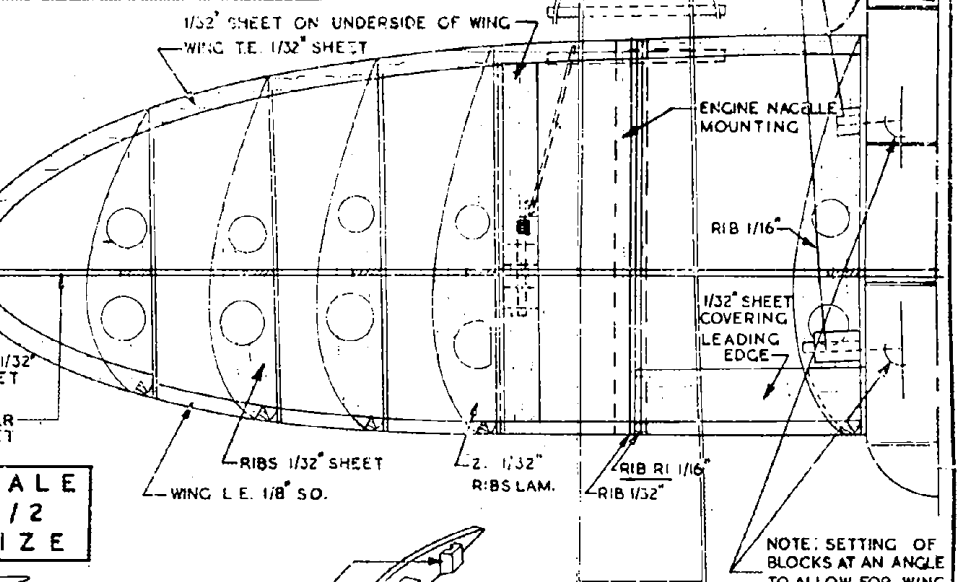 1/32" SHEET ON UNDERSIDE OF WING
WING T.E. 1/32" SHEET
ENGINE NACELLE
MOUNTING
RIB 1/16"
1/32" SHEET
COVERING
LEADING
EDGE
1/32"
ET
R
ET
RIBS 1/32" SHEET
WING L.E. 1/8" SQ.
2. 1/32"
RIBS LAM.
RIB R1 1/16"
RIB 1/32"
ALE
1/2
IZE
NOTE: SETTING OF
BLOCKS AT AN ANGLE
TO ALLOW FOR WING